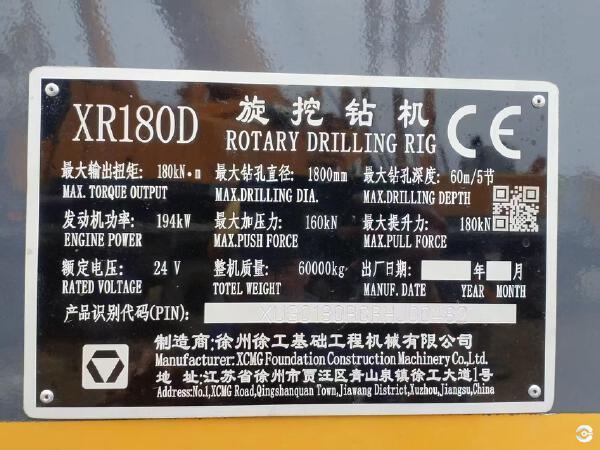 XR180D 旋挖钻机 CE
ROTARY DRILLING RIG
最大输出扭矩: 180kN·m 最大钻孔直径: 1800mm 最大钻孔深度: 60m/5节
MAX. TORQUE OUTPUT MAX.DRILLING DIA. MAX.DRILLING DEPTH
发动机功率: 194kW 最大加压力: 160kN 最大提升力: 180kN
ENGINE POWER MAX.PUSH FORCE MAX.PULL FORCE
额定电压: 24 V 整机质量: 60000kg 出厂日期: 年 月
RATED VOLTAGE TOTEL WEIGHT MANUF. DATE YEAR MONTH
产品识别代码(PIN):
制造商:徐州徐工基础工程机械有限公司
Manufacturer:XCMG Foundation Construction Machinery Co.,Ltd.
地 址:江苏省徐州市贾汪区青山泉镇徐工大道1号
Address:No.1,XCMG Road,Qingshanquan Town,Jiawang District,Xuzhou,Jiangsu,China